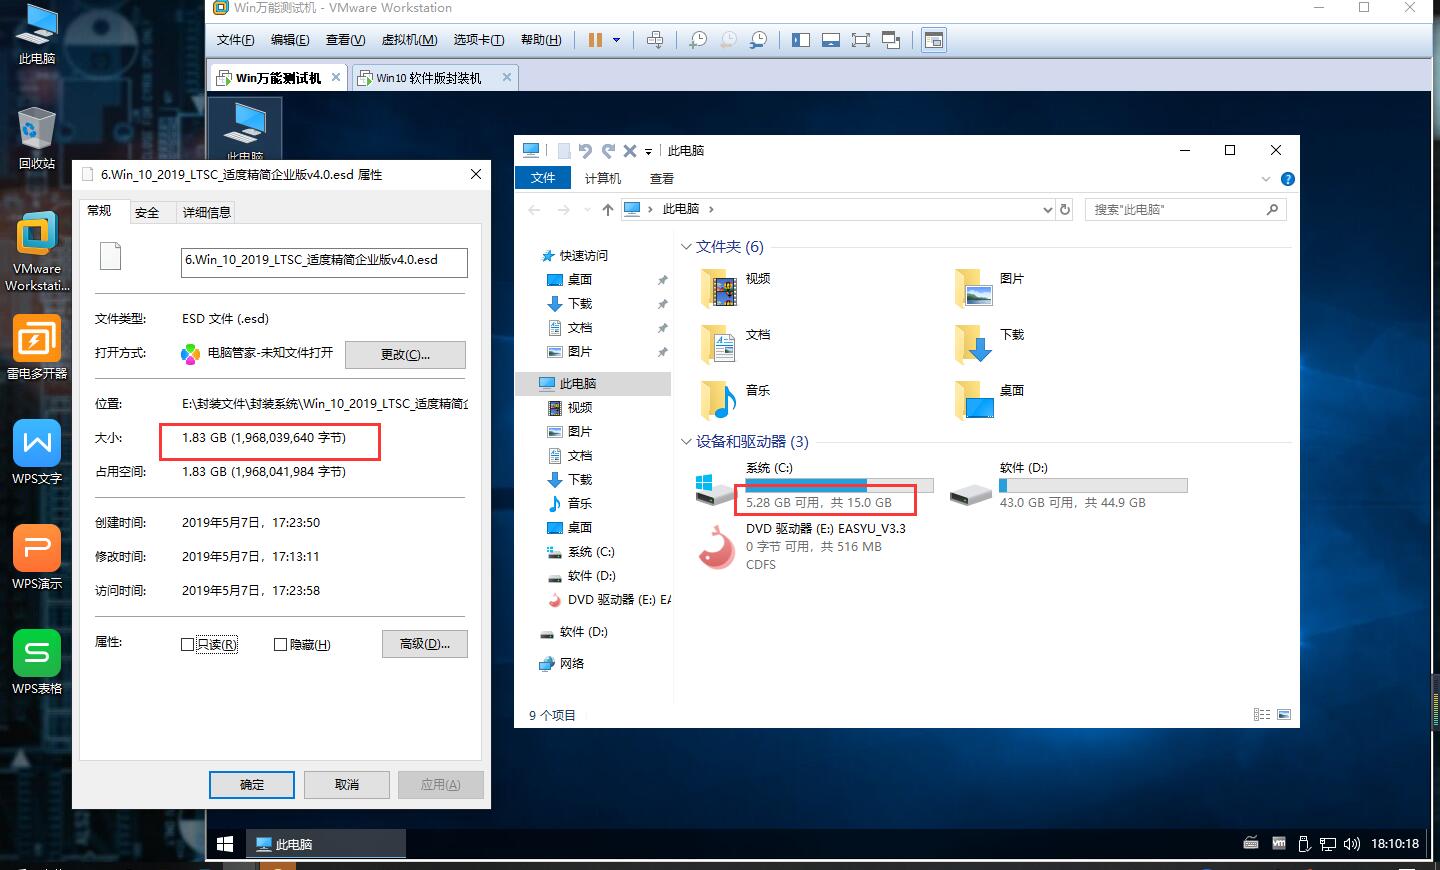 Win万能测试机 - VMware Workstation
文件(F) 编辑(E) 查看(V) 虚拟机(M) 选项卡(T) 帮助(H)
Win万能测试机 Win10 软件版封装机
此电脑
回收站
VMware
Workstati...
雷电多开器
WPS文字
WPS演示
WPS表格
此电脑
6.Win_10_2019_LTSC_适度精简企业版v4.0.esd 属性
常规 安全 详细信息
6.Win_10_2019_LTSC_适度精简企业版v4.0.esd
文件类型: ESD 文件 (.esd)
打开方式: 电脑管家-未知文件打开 更改(C)...
位置: E:\封装文件\封装系统\Win_10_2019_LTSC_适度精简企
大小: 1.83 GB (1,968,039,640 字节)
占用空间: 1.83 GB (1,968,041,984 字节)
创建时间: 2019年5月7日，17:23:50
修改时间: 2019年5月7日，17:13:11
访问时间: 2019年5月7日，17:23:58
属性: 只读(R) 隐藏(H) 高级(D)...
确定 取消 应用(A)
此电脑
文件 计算机 查看
此电脑
搜索"此电脑"
快速访问
桌面
下载
文档
图片
此电脑
视频
图片
文档
下载
音乐
桌面
系统 (C:)
软件 (D:)
DVD 驱动器 (E:) EA
软件 (D:)
网络
文件夹 (6)
视频 图片
文档 下载
音乐 桌面
设备和驱动器 (3)
系统 (C:)
5.28 GB 可用，共 15.0 GB
软件 (D:)
43.0 GB 可用，共 44.9 GB
DVD 驱动器 (E:) EASYU_V3.3
0 字节 可用，共 516 MB
CDFS
9 个项目
此电脑
vm
18:10:18